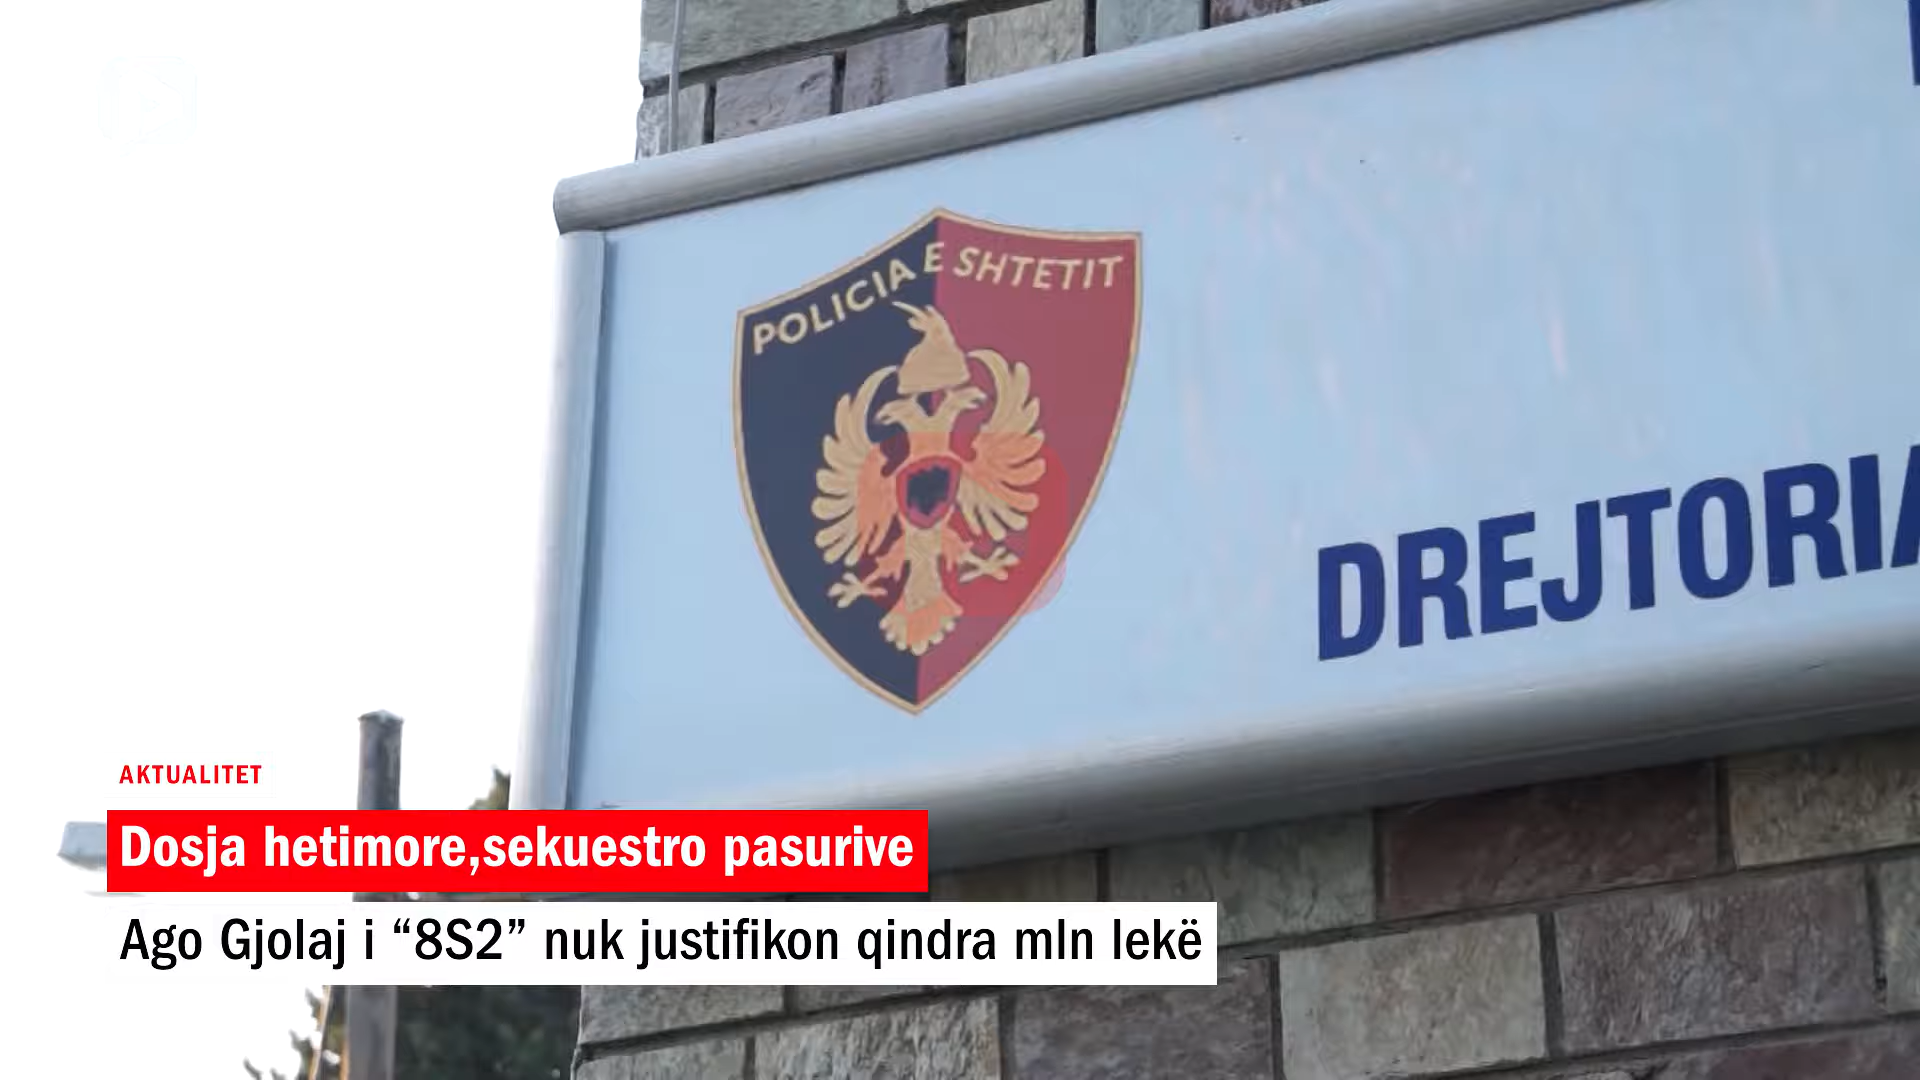 POLICIA E SHTETIT
DREJTORIA
AKTUALITET
Dosja hetimore,sekuestro pasurive
Ago Gjolaj i “8S2” nuk justifikon qindra mln lekë